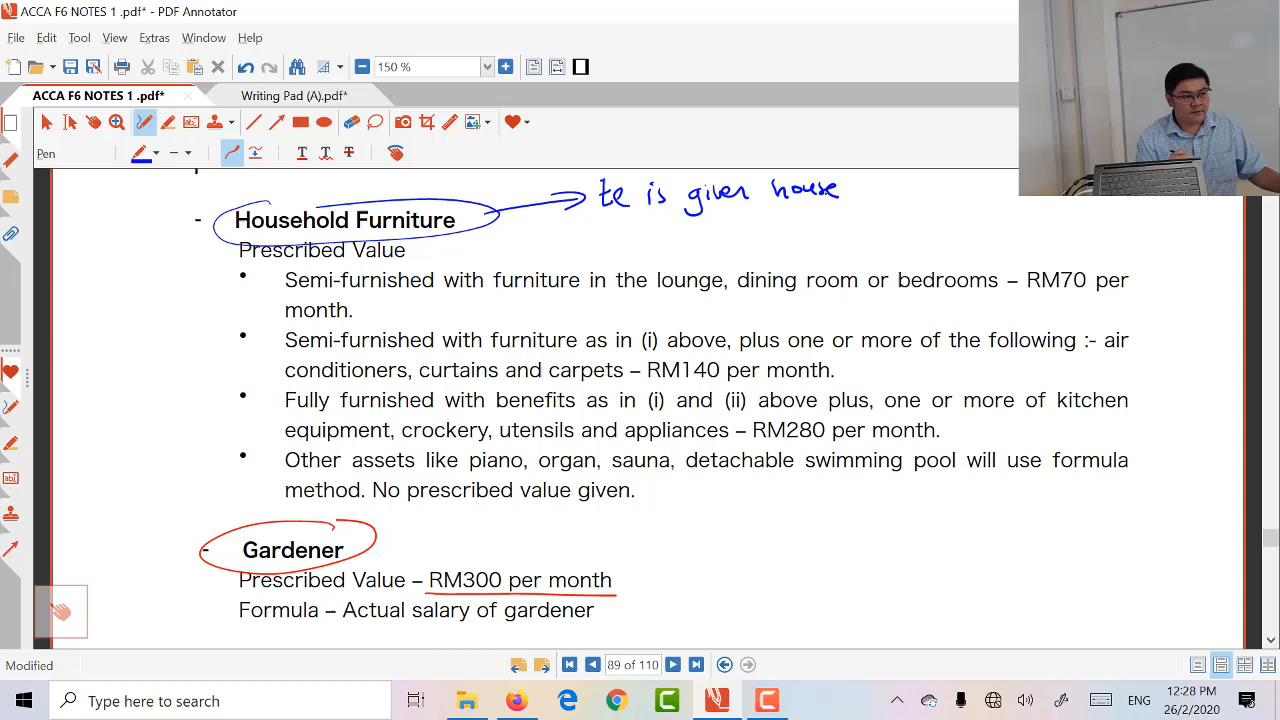 ACCA F6 NOTES 1 .pdf* - PDF Annotator
File Edit Tool View Extras Window Help
150 %
ACCA F6 NOTES 1 .pdf* Writing Pad (A).pdf*
Pen
te is given house
- Household Furniture
Prescribed Value
• Semi-furnished with furniture in the lounge, dining room or bedrooms – RM70 per
month.
• Semi-furnished with furniture as in (i) above, plus one or more of the following :- air
conditioners, curtains and carpets – RM140 per month.
• Fully furnished with benefits as in (i) and (ii) above plus, one or more of kitchen
equipment, crockery, utensils and appliances – RM280 per month.
• Other assets like piano, organ, sauna, detachable swimming pool will use formula
method. No prescribed value given.
- Gardener
Prescribed Value – RM300 per month
Formula – Actual salary of gardener
Modified 89 of 110
Type here to search ENG 12:28 PM
26/2/2020